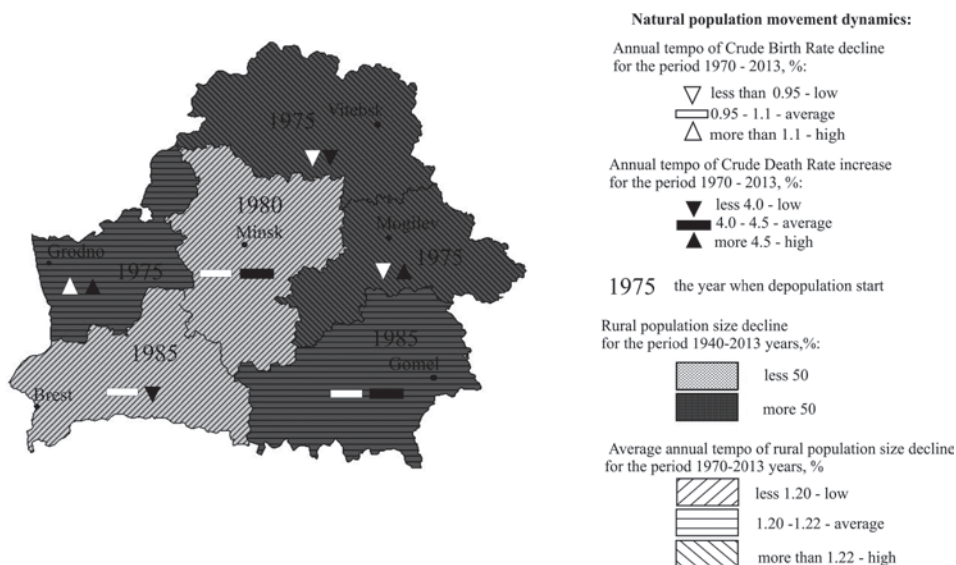 Vitebsk
1975
1980
Minsk
Mogilev
1975
Grodno
1975
1985
Brest
1985
Gomel
Natural population movement dynamics:
Annual tempo of Crude Birth Rate decline
for the period 1970 - 2013, %:
less than 0.95 - low
0.95 - 1.1 - average
more than 1.1 - high
Annual tempo of Crude Death Rate increase
for the period 1970 - 2013, %:
less 4.0 - low
4.0 - 4.5 - average
more 4.5 - high
1975 the year when depopulation start
Rural population size decline
for the period 1940-2013 years,%:
less 50
more 50
Average annual tempo of rural population size decline
for the period 1970-2013 years, %
less 1.20 - low
1.20 -1.22 - average
more than 1.22 - high